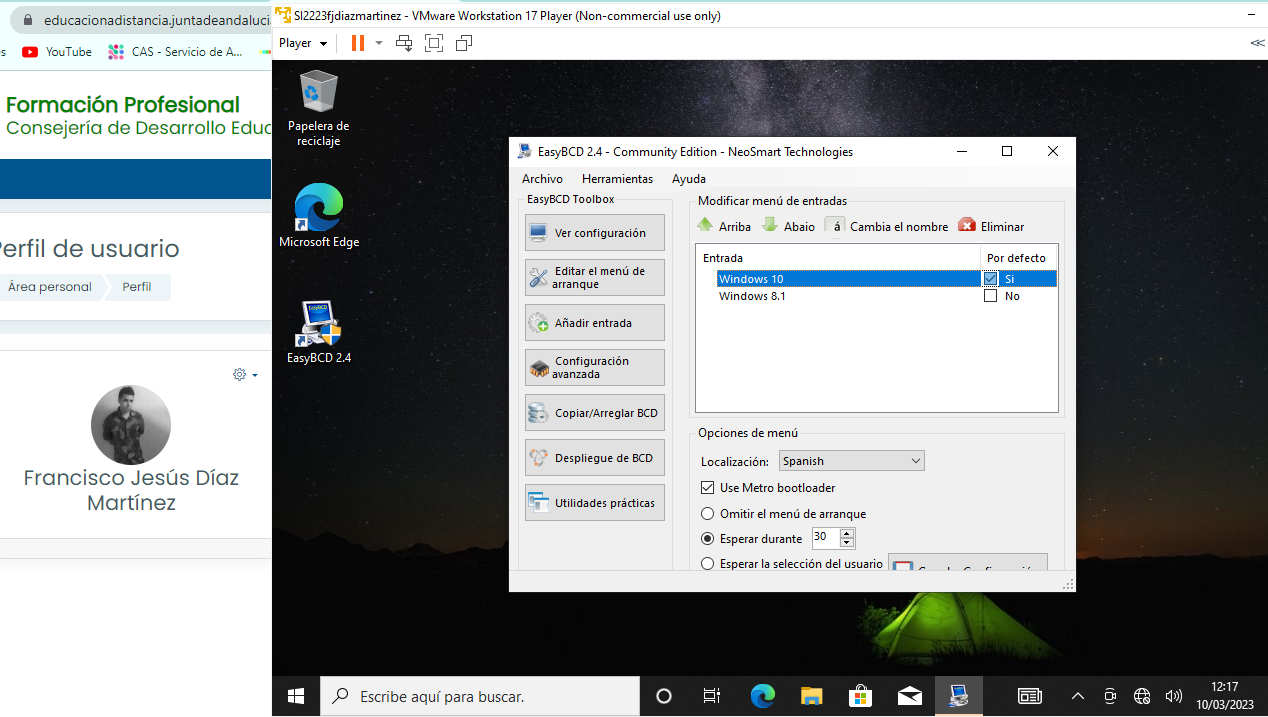 educacionadistancia.juntadeandaluci
YouTube
CAS - Servicio de A...
Formación Profesional
Consejería de Desarrollo Educ
Perfil de usuario
Área personal
Perfil
Francisco Jesús Díaz
Martínez
SI2223fjdiazmartinez - VMware Workstation 17 Player (Non-commercial use only)
Player
Papelera de
reciclaje
Microsoft Edge
EasyBCD 2.4
EasyBCD 2.4 - Community Edition - NeoSmart Technologies
Archivo Herramientas Ayuda
EasyBCD Toolbox
Ver configuración
Editar el menú de
arranque
Añadir entrada
Configuración
avanzada
Copiar/Arreglar BCD
Despliegue de BCD
Utilidades prácticas
Modificar menú de entradas
Arriba Abaio á Cambia el nombre Eliminar
Entrada Por defecto
Windows 10 Si
Windows 8.1 No
Opciones de menú
Localización: Spanish
Use Metro bootloader
Omitir el menú de arranque
Esperar durante 30
Esperar la selección del usuario
Escribe aquí para buscar.
12:17
10/03/2023